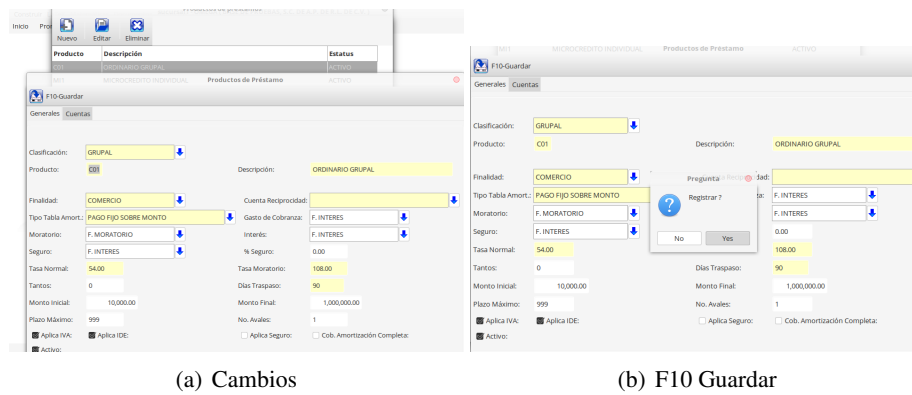 Productos de préstamos
Inicio
Nuevo Editar Eliminar
Producto Descripción Estatus
C01 ORDINARIO GRUPAL ACTIVO
M01 MICROCREDITO INDIVIDUAL Productos de Préstamo ACTIVO
F10-Guardar
Generales Cuentas
Clasificación: GRUPAL
Producto: C01 Descripción: ORDINARIO GRUPAL
Finalidad: COMERCIO Cuenta Reciprocidad:
Tipo Tabla Amort.: PAGO FIJO SOBRE MONTO Gasto de Cobranza: F. INTERES
Moratorio: F. MORATORIO Interés: F. INTERES
Seguro: F. INTERES % Seguro: 0.00
Tasa Normal: 54.00 Tasa Moratorio: 108.00
Tantos: 0 Días Traspaso: 90
Monto Inicial: 10,000.00 Monto Final: 1,000,000.00
Plazo Máximo: 999 No. Avales: 1
Aplica IVA: Aplica IDE: Aplica Seguro: Cob. Amortización Completa:
Activo:
(a) Cambios
M01 MICROCREDITO INDIVIDUAL Productos de Préstamo ACTIVO
F10-Guardar
Generales Cuentas
Clasificación: GRUPAL
Producto: C01 Descripción: ORDINARIO GRUPAL
Finalidad: COMERCIO
Tipo Tabla Amort.: PAGO FIJO SOBRE MONTO F. INTERES
Moratorio: F. MORATORIO F. INTERES
Seguro: F. INTERES 0.00
Tasa Normal: 54.00 108.00
Tantos: 0 Días Traspaso: 90
Monto Inicial: 10,000.00 Monto Final: 1,000,000.00
Plazo Máximo: 999 No. Avales: 1
Aplica IVA: Aplica IDE: Aplica Seguro: Cob. Amortización Completa:
Activo:
Pregunta
Registrar ?
No Yes
(b) F10 Guardar